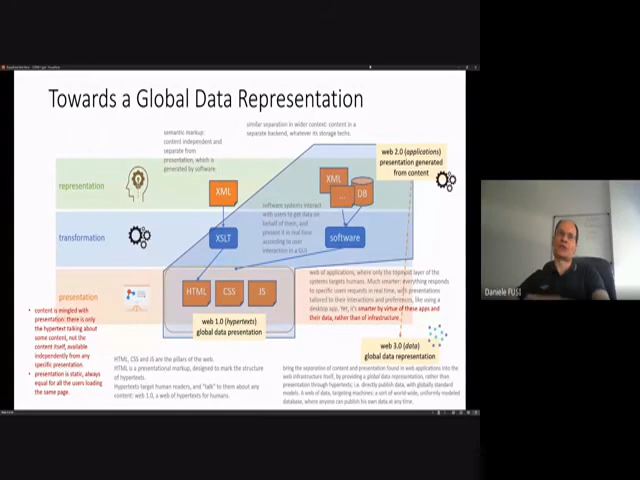 Towards a Global Data Representation
similar separation in wider context: content in a
separate backend, whatever its storage techs.
semantic markup:
content independent and
separate from
presentation, which is
generated by software.
web 2.0 (applications)
presentation generated
from content
representation
XML
XML
...
DB
software systems interact
with users to get data on
behalf of them, and
present it in real time
according to user
interaction in a GUI
transformation
XSLT
software
presentation
HTML
CSS
JS
web of applications, where only the topmost layer of the
systems targets humans. Much smarter: everything responds
to specific users requests in real time, with presentations
tailored to their interactions and preferences, like using a
desktop app. Yet, it's smarter by virtue of these apps and
their data, rather than of infrastructure.
Daniele FUSI
• content is mingled with
presentation: there is only
the hypertext talking about
some content, not the
content itself, available
independently from any
specific presentation.
• presentation is static, always
equal for all the users loading
the same page.
web 1.0 (hypertexts)
global data presentation
web 3.0 (data)
global data representation
HTML, CSS and JS are the pillars of the web.
HTML is a presentational markup, designed to mark the structure
of hypertexts.
Hypertexts target human readers, and "talk" to them about any
content: web 1.0, a web of hypertexts for humans.
bring the separation of content and presentation found in web applications into the
web infrastructure itself, by providing a global data representation, rather than
presentation through hypertexts; i.e. directly publish data, with globally standard
models. A web of data, targeting machines: a sort of world-wide, uniformly modeled
database, where anyone can publish his own data at any time.